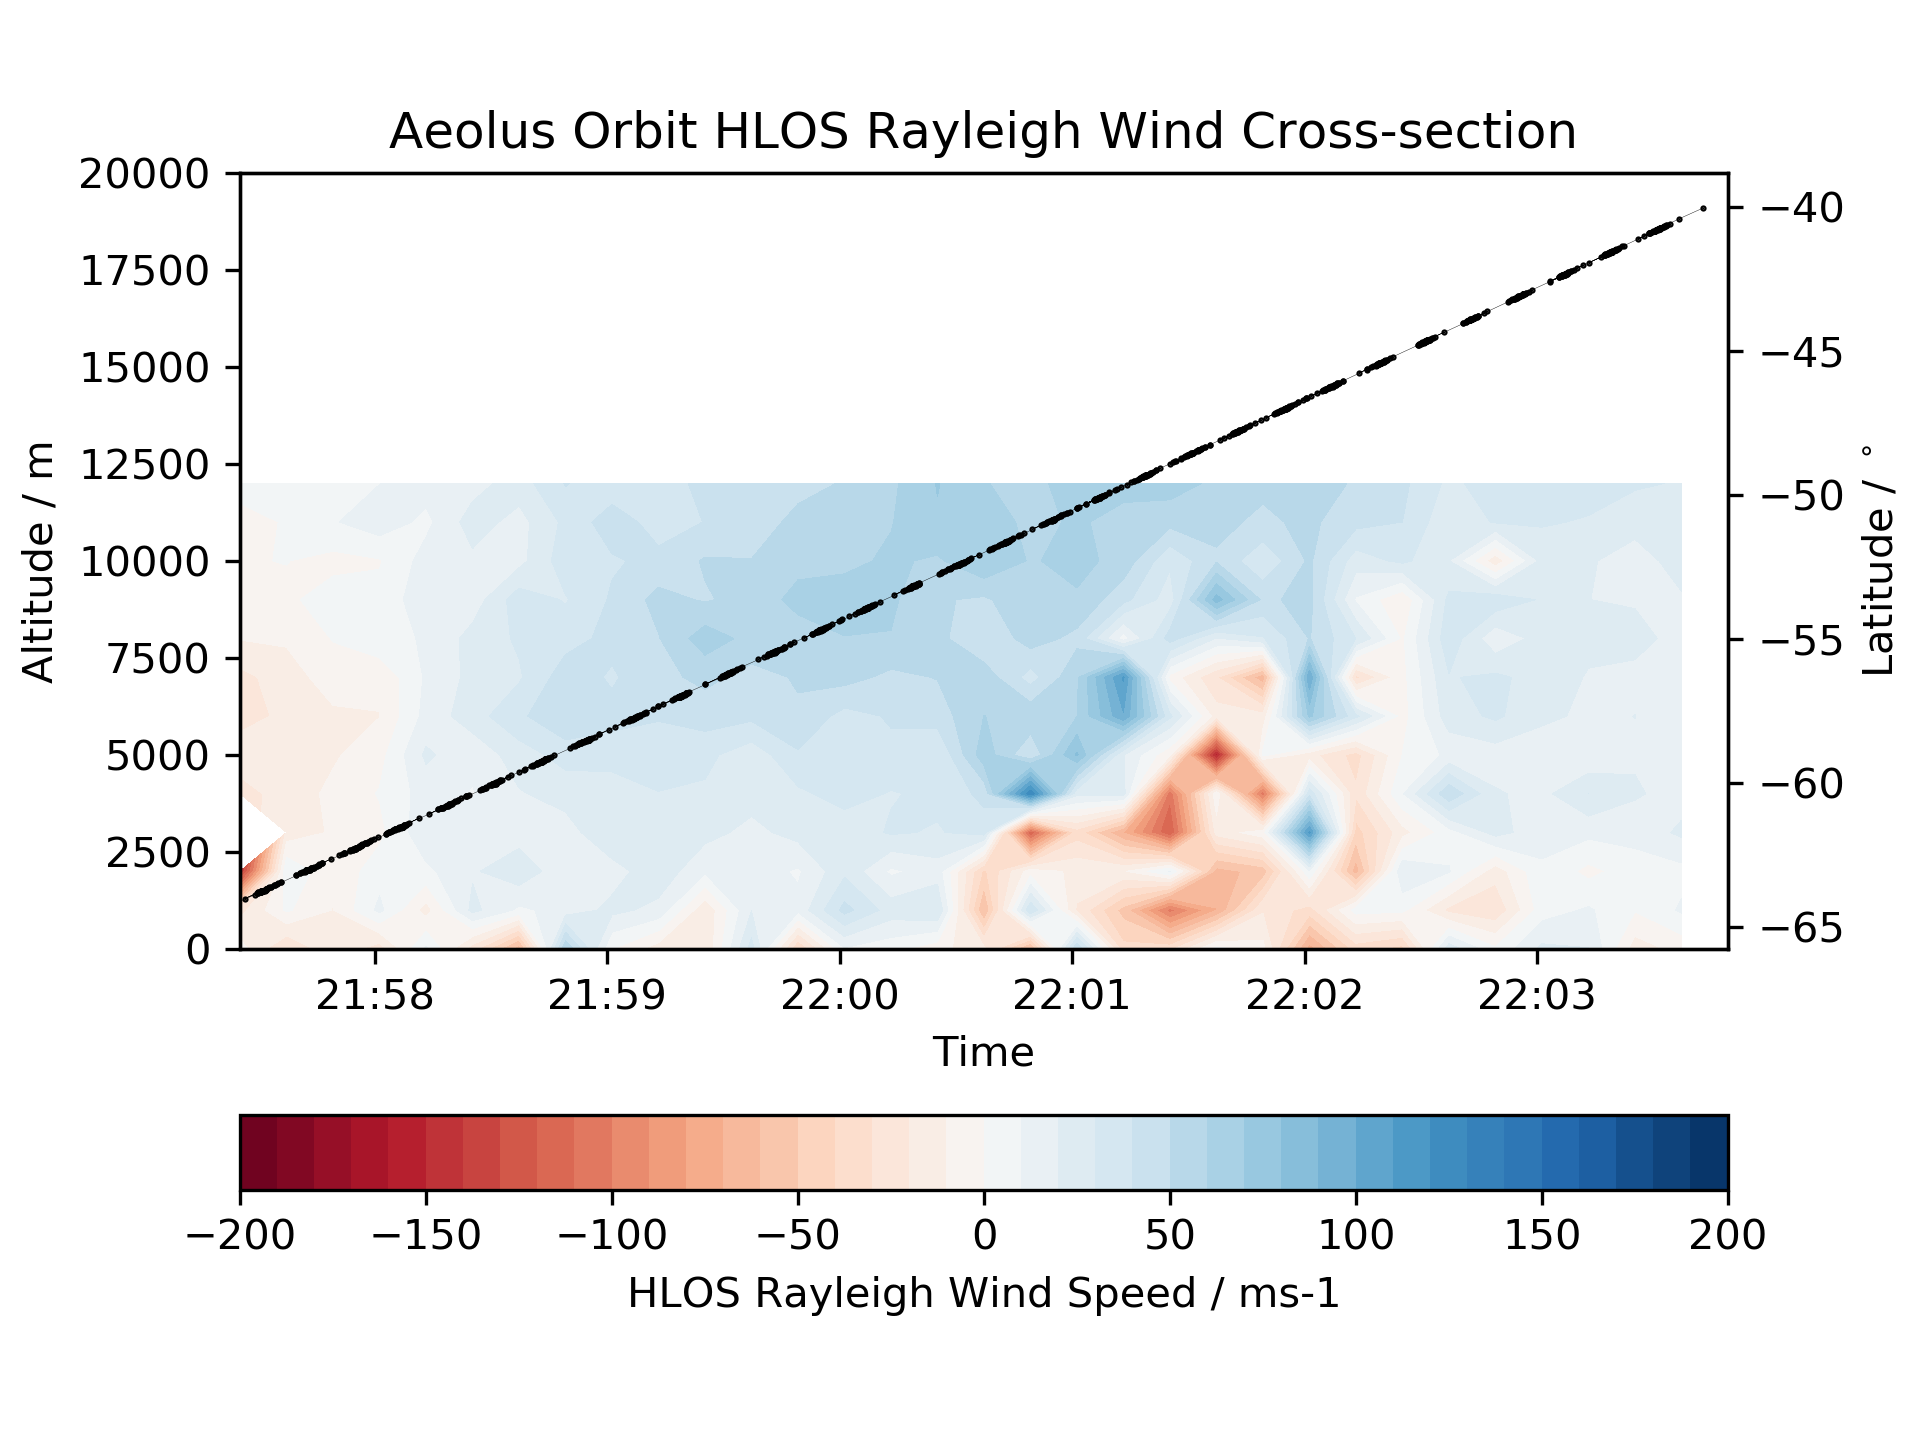 Aeolus Orbit HLOS Rayleigh Wind Cross-section
20000
17500
15000
12500
10000
7500
5000
2500
0
Altitude / m
−40
−45
−50
−55
−60
−65
Latitude / °
21:58 21:59 22:00 22:01 22:02 22:03
Time
−200 −150 −100 −50 0 50 100 150 200
HLOS Rayleigh Wind Speed / ms-1